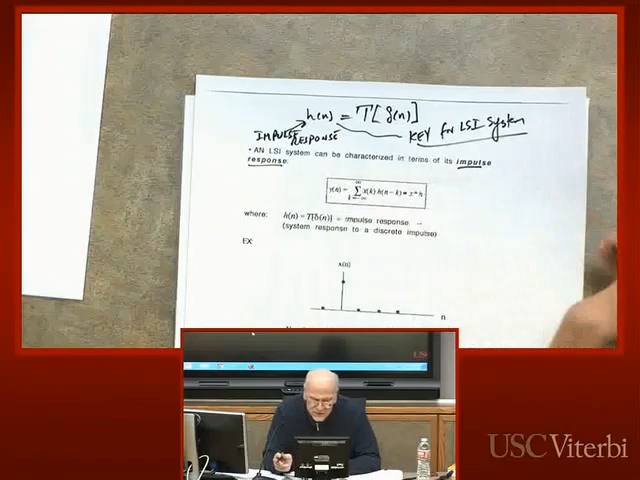 h(n) = T[δ(n)]
IMPULSE RESPONSE
KEY for LSI System
• AN LSI system can be characterized in terms of its impulse
response:
y(n) = ∑ x(k) h(n-k) = x * h
k = -∞
∞
where: h(n) = T[δ(n)] = impulse response
(system response to a discrete impulse)
EX:
x(n)
n
USC Viterbi